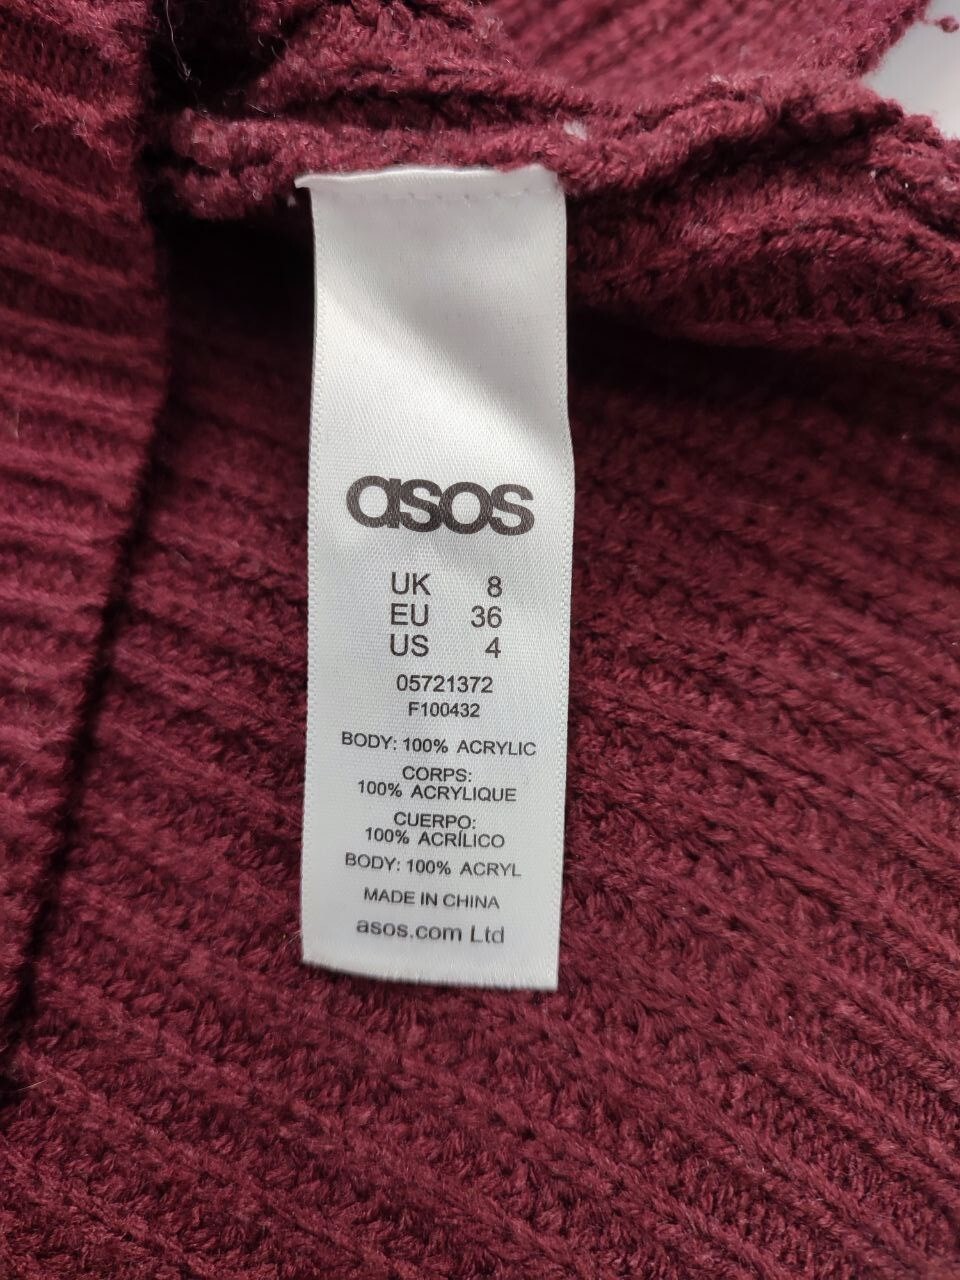 asos
UK 8
EU 36
US 4
05721372
F100432
BODY: 100% ACRYLIC
CORPS:
100% ACRYLIQUE
CUERPO:
100% ACRÍLICO
BODY: 100% ACRYL
MADE IN CHINA
asos.com Ltd